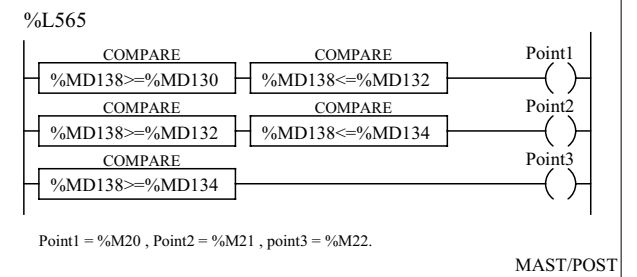 %L565
COMPARE COMPARE Point1
%MD138>=%MD130 %MD138<=%MD132
COMPARE COMPARE Point2
%MD138>=%MD132 %MD138<=%MD134
COMPARE Point3
%MD138>=%MD134
Point1 = %M20 , Point2 = %M21 , point3 = %M22.
MAST/POST